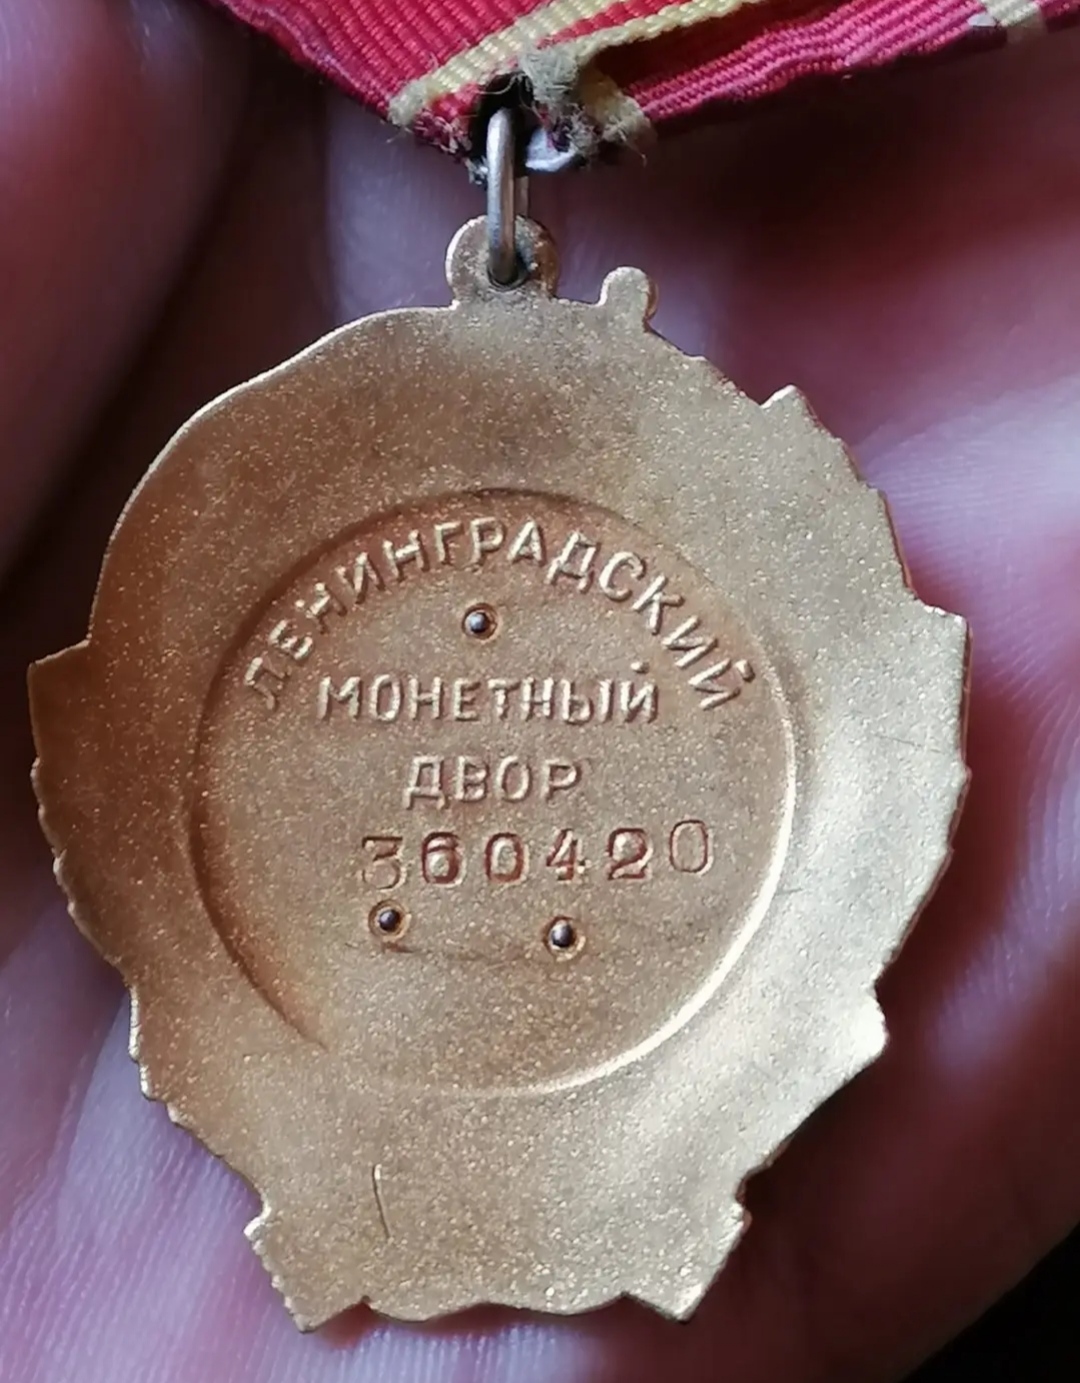 ЛЕНИНГРАДСКИЙ
МОНЕТНЫЙ
ДВОР
360420